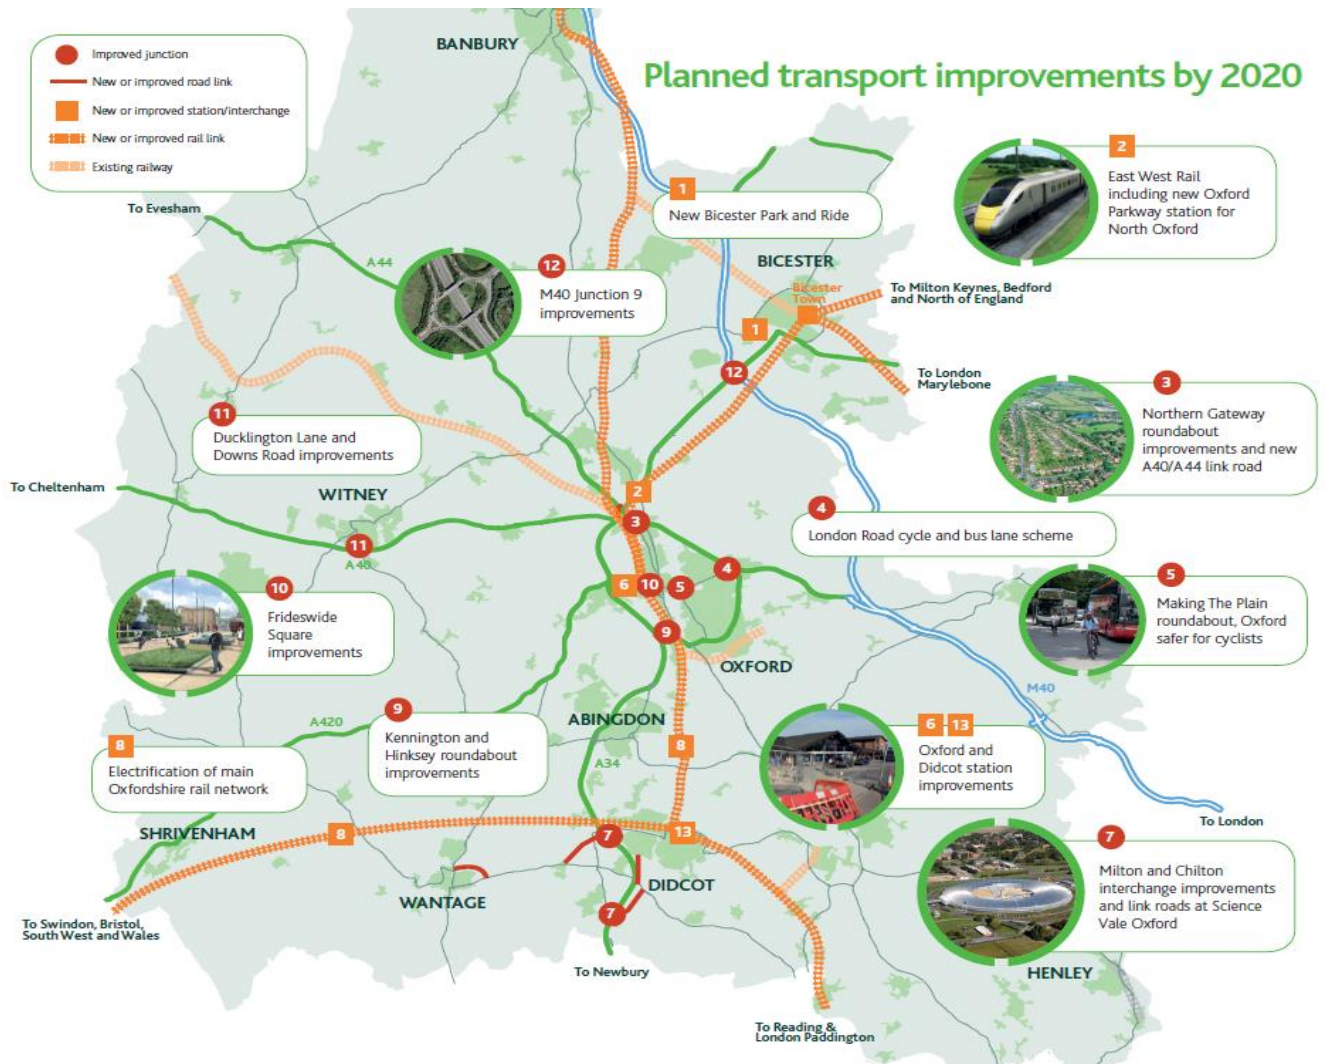 BANBURY
Planned transport improvements by 2020
Improved junction
New or improved road link
New or improved station/interchange
New or improved rail link
Existing railway
To Evesham
A44
1
New Bicester Park and Ride
2
East West Rail
including new Oxford
Parkway station for
North Oxford
12
M40 Junction 9
improvements
BICESTER
Bicester
Town
1
To Milton Keynes, Bedford
and North of England
12
To London
Marylebone
3
Northern Gateway
roundabout
improvements and new
A40/A44 link road
11
Ducklington Lane and
Downs Road improvements
To Cheltenham
WITNEY
2
3
4
London Road cycle and bus lane scheme
11
A40
4
6
10
5
10
Frideswide
Square
improvements
5
Making The Plain
roundabout, Oxford
safer for cyclists
9
OXFORD
M40
A420
9
Kennington and
Hinksey roundabout
improvements
ABINGDON
8
A34
8
Electrification of main
Oxfordshire rail network
6
13
Oxford and
Didcot station
improvements
To London
SHRIVENHAM
8
7
13
7
Milton and Chilton
interchange improvements
and link roads at Science
Vale Oxford
WANTAGE
DIDCOT
7
To Swindon, Bristol,
South West and Wales
To Newbury
HENLEY
To Reading &
London Paddington